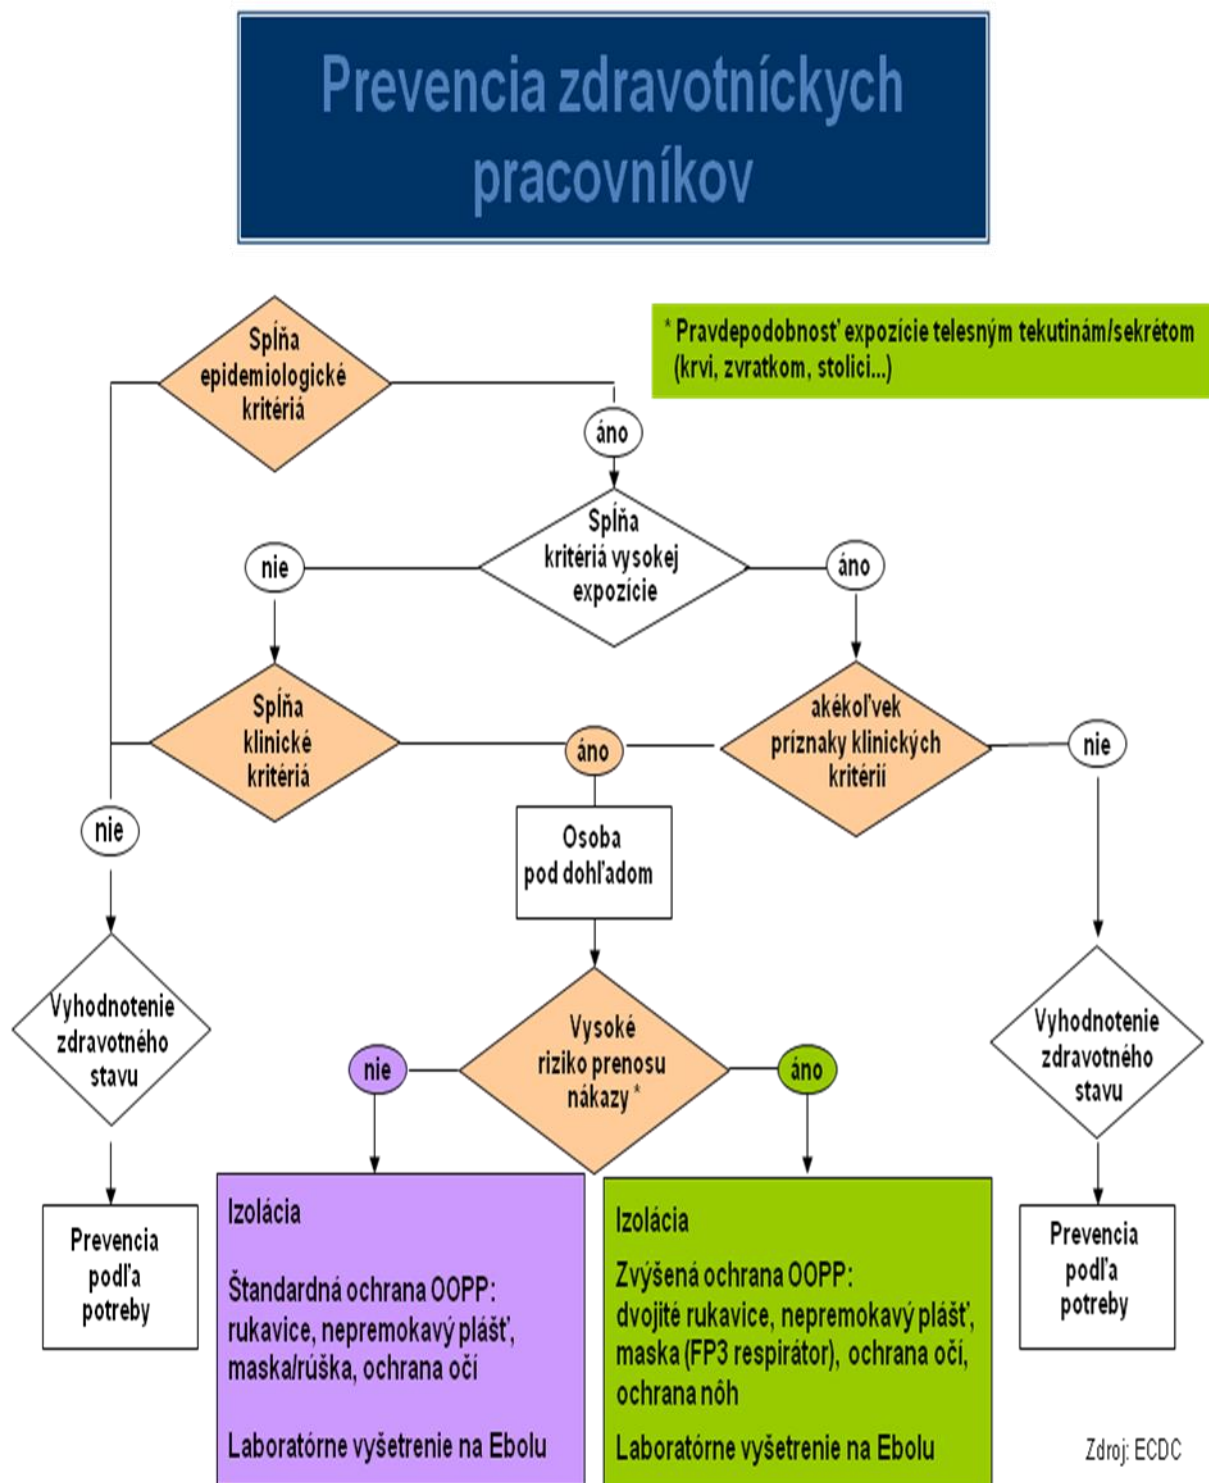 Prevencia zdravotníckych
pracovníkov
Spĺňa
epidemiologické
kritériá
* Pravdepodobnosť expozície telesným tekutinám/sekrétom
(krvi, zvratkom, stolici...)
áno
Spĺňa
kritériá vysokej
expozície
nie
áno
Spĺňa
klinické
kritériá
áno
akékoľvek
príznaky klinických
kritérií
nie
nie
Osoba
pod dohľadom
Vyhodnotenie
zdravotného
stavu
Vysoké
riziko prenosu
nákazy *
nie
áno
Vyhodnotenie
zdravotného
stavu
Prevencia
podľa
potreby
Izolácia
Štandardná ochrana OOPP:
rukavice, nepremokavý plášť,
maska/rúška, ochrana očí
Laboratórne vyšetrenie na Ebolu
Izolácia
Zvýšená ochrana OOPP:
dvojité rukavice, nepremokavý plášť,
maska (FP3 respirátor), ochrana očí,
ochrana nôh
Laboratórne vyšetrenie na Ebolu
Prevencia
podľa
potreby
Zdroj: ECDC